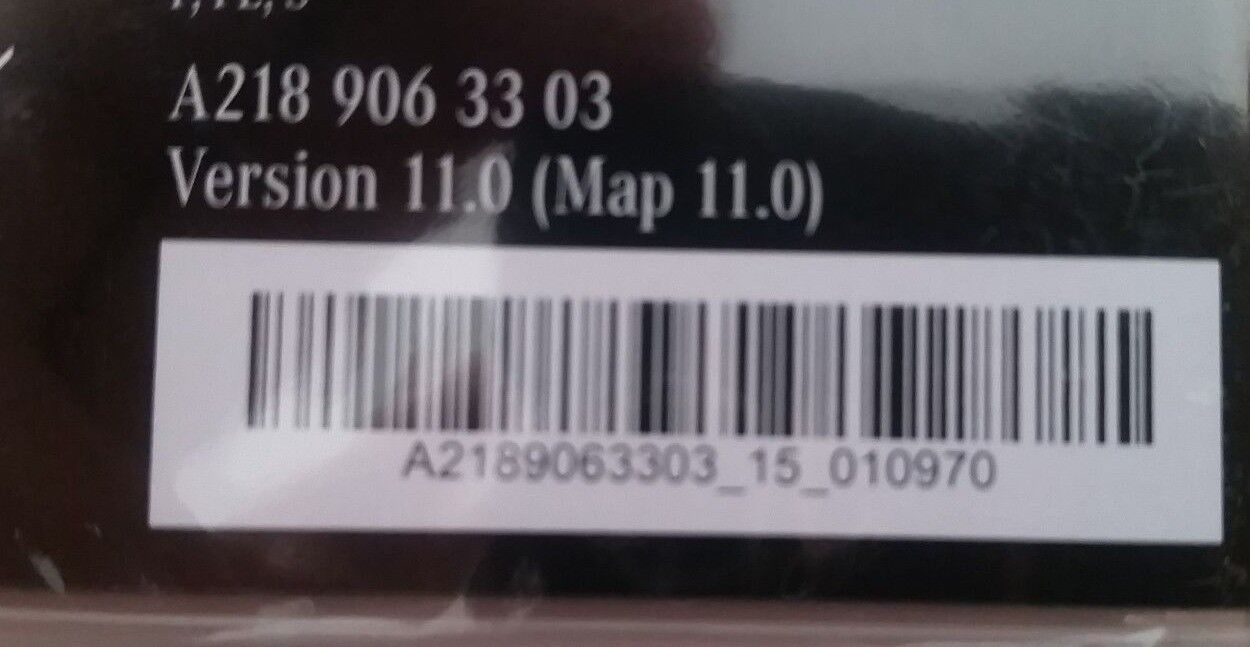 A218 906 33 03
Version 11.0 (Map 11.0)
A2189063303_15_010970